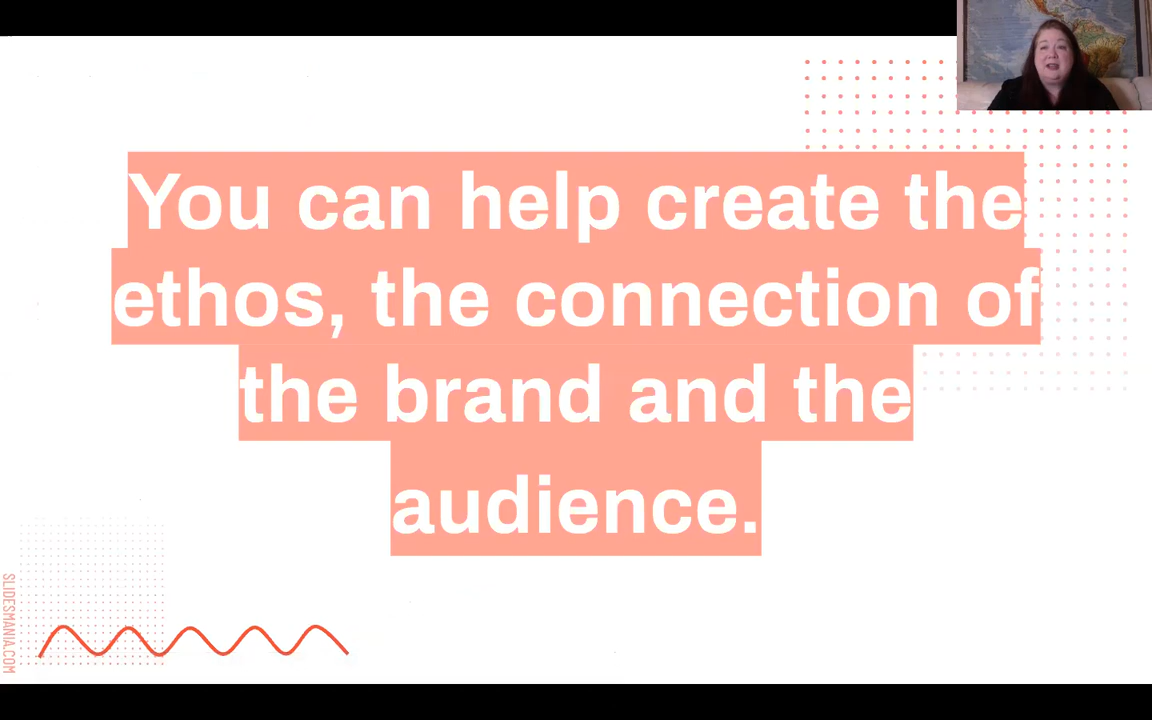 You can help create the
ethos, the connection of
the brand and the
audience.
SLIDESMANIA.COM